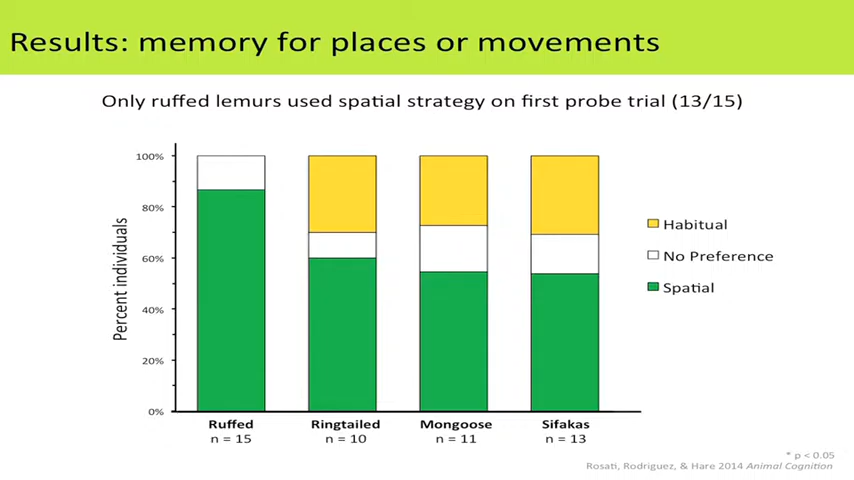 Results: memory for places or movements
Only ruffed lemurs used spatial strategy on first probe trial (13/15)
Percent individuals
100%
80%
60%
40%
20%
0%
Habitual
No Preference
Spatial
Ruffed
n = 15
Ringtailed
n = 10
Mongoose
n = 11
Sifakas
n = 13
* p < 0.05
Rosati, Rodriguez, & Hare 2014 Animal Cognition